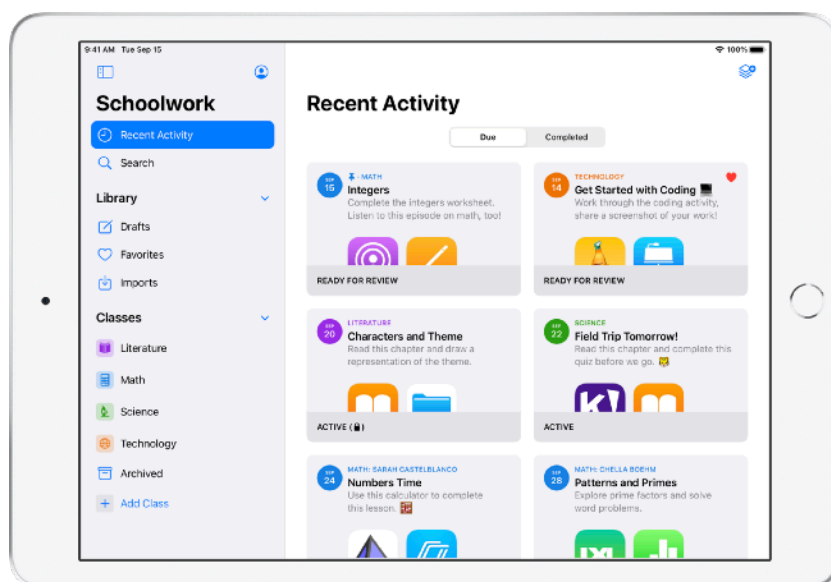 9:41 AM Tue Sep 15
100%
Schoolwork
Recent Activity
Search
Library
Drafts
Favorites
Imports
Classes
Literature
Math
Science
Technology
Archived
+ Add Class
Recent Activity
Due
Completed
SEP
15
· MATH
Integers
Complete the integers worksheet.
Listen to this episode on math, too!
READY FOR REVIEW
SEP
14
TECHNOLOGY
Get Started with Coding
Work through the coding activity,
share a screenshot of your work!
READY FOR REVIEW
SEP
20
LITERATURE
Characters and Theme
Read this chapter and draw a
representation of the theme.
ACTIVE (🔒)
SEP
22
SCIENCE
Field Trip Tomorrow!
Read this chapter and complete this
quiz before we go. 🐯
K!
ACTIVE
SEP
24
MATH: SARAH CASTELBLANCO
Numbers Time
Use this calculator to complete
this lesson. 🧮
SEP
28
MATH: CHELLA BOEHM
Patterns and Primes
Explore prime factors and solve
word problems.
IXL